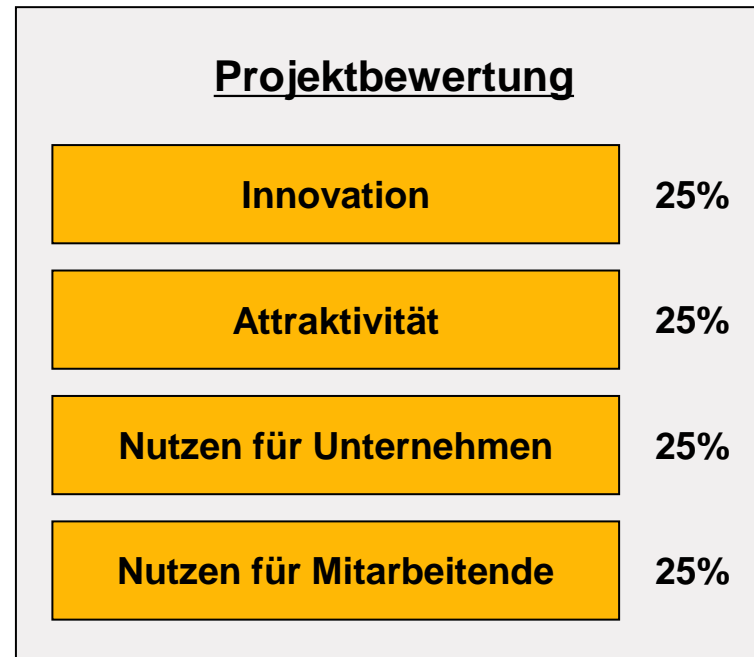 Projektbewertung
Innovation 25%
Attraktivität 25%
Nutzen für Unternehmen 25%
Nutzen für Mitarbeitende 25%